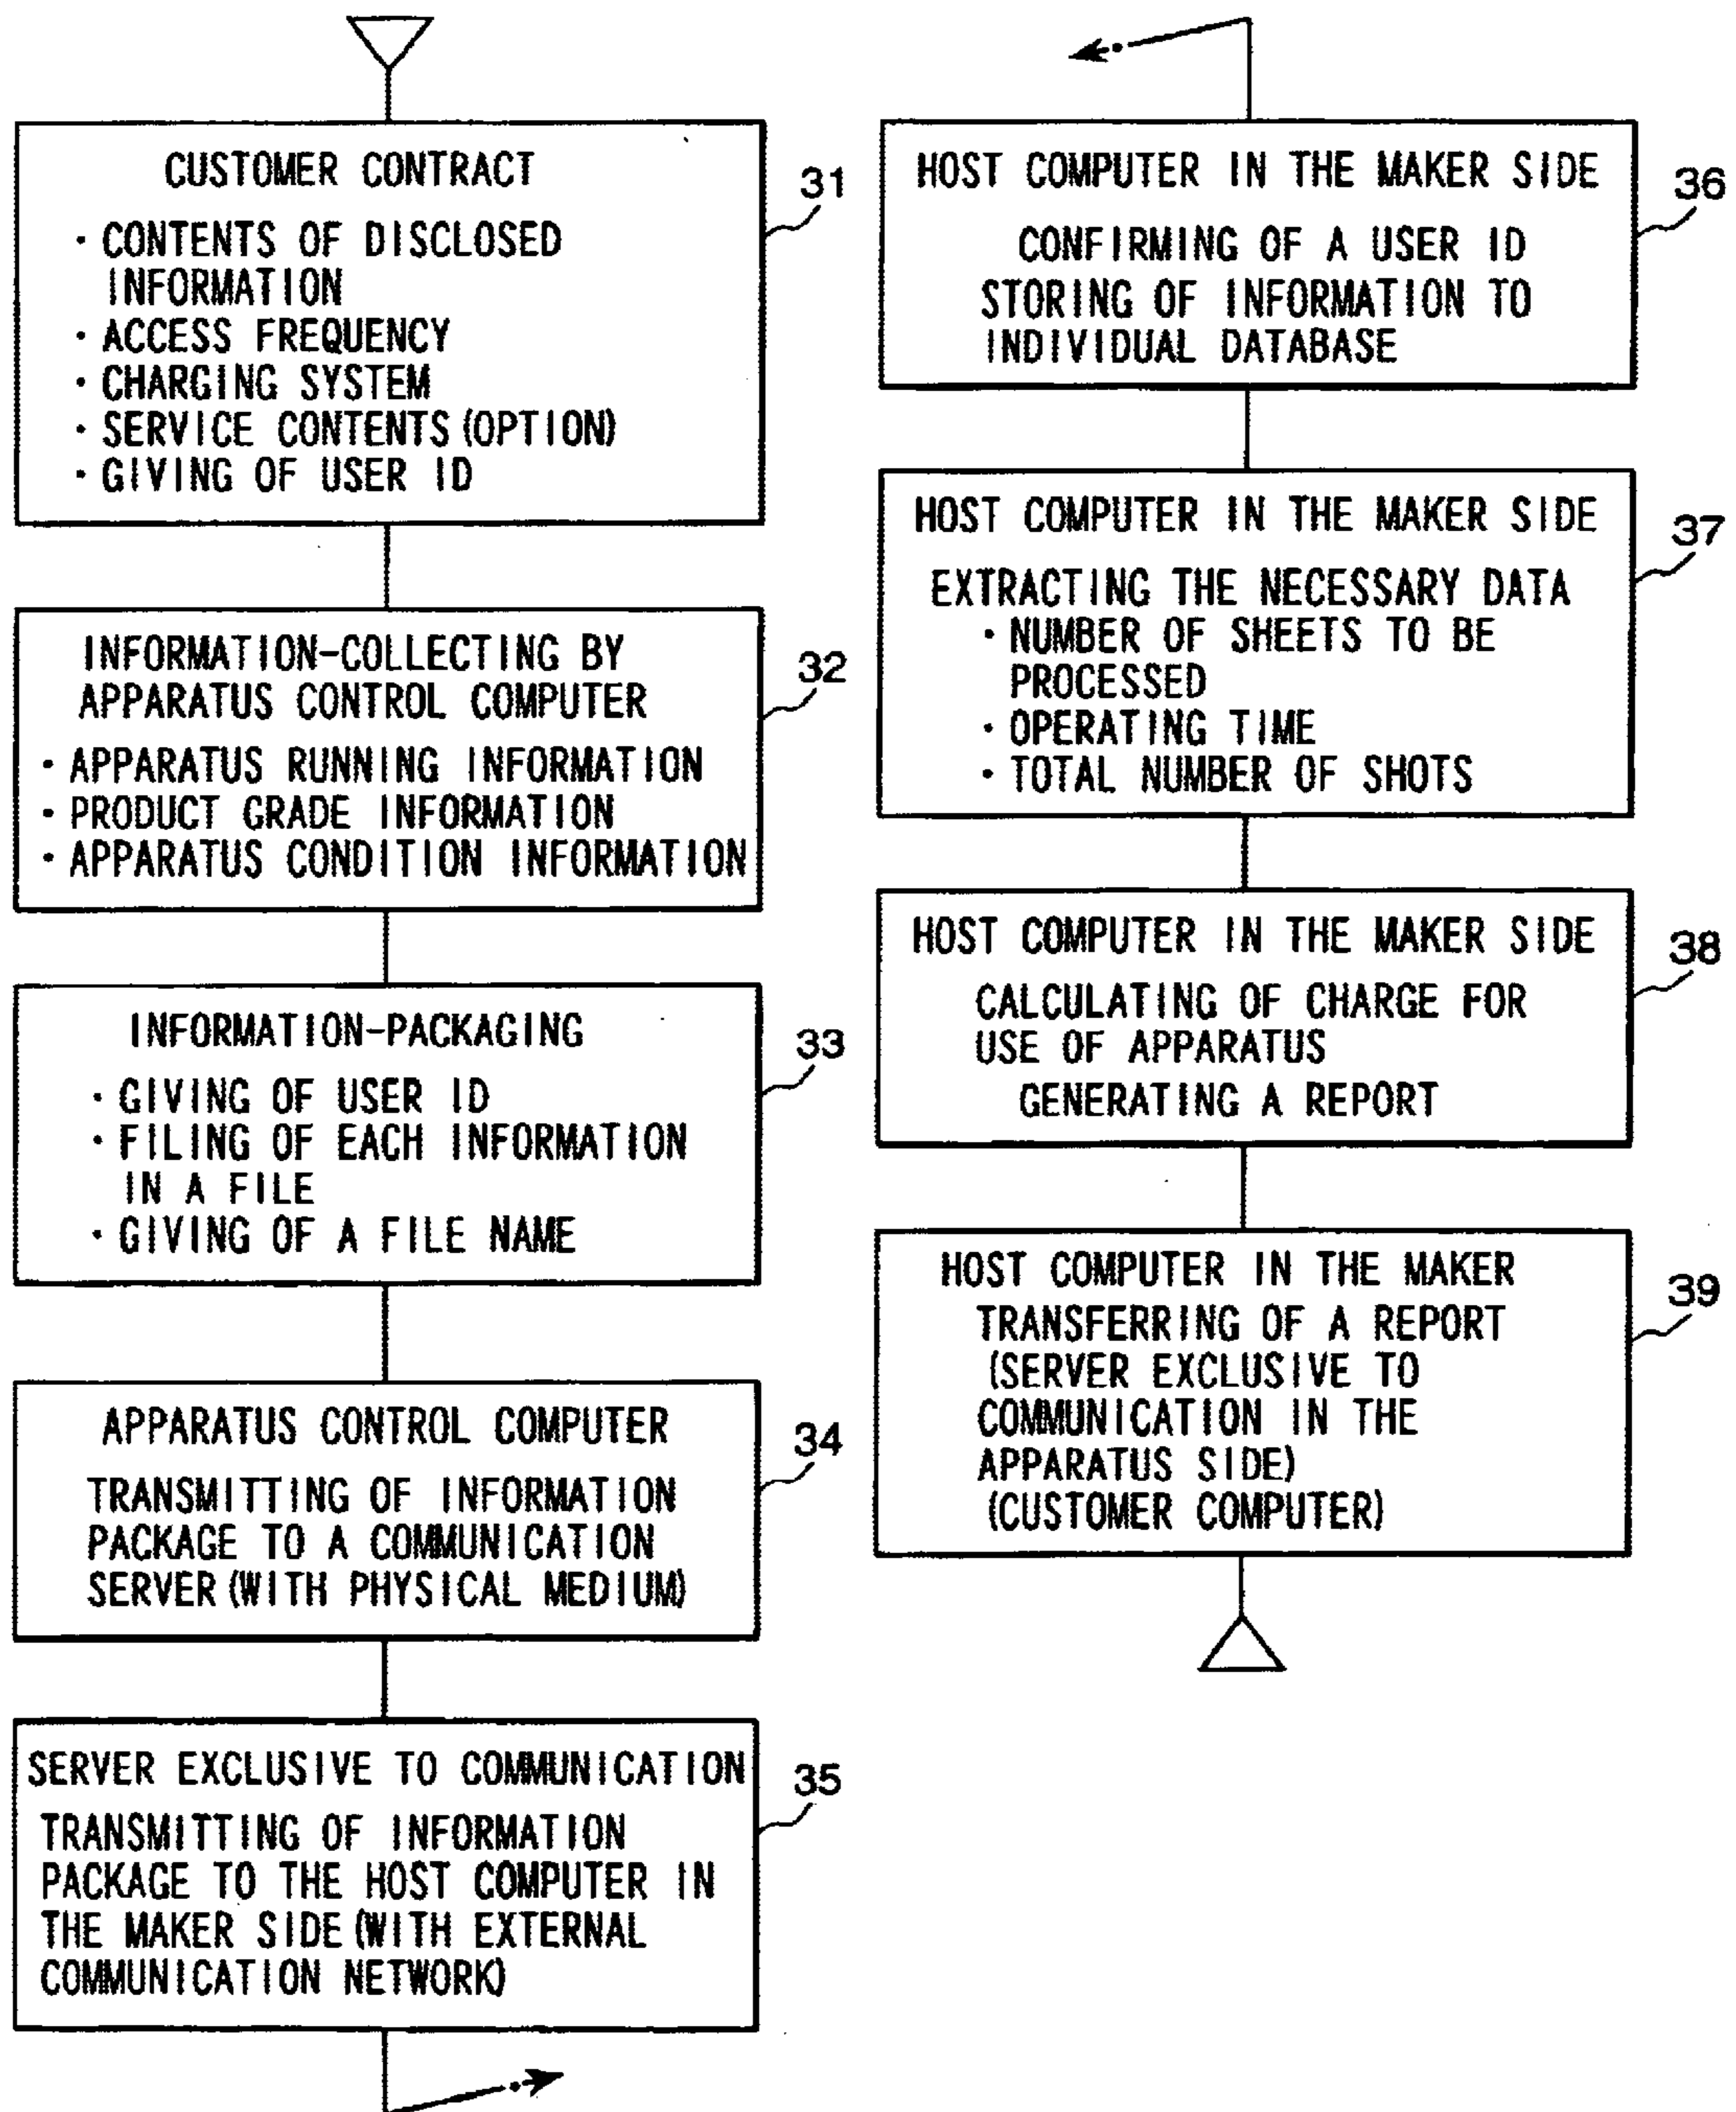 CUSTOMER CONTRACT
· CONTENTS OF DISCLOSED
INFORMATION
· ACCESS FREQUENCY
· CHARGING SYSTEM
· SERVICE CONTENTS (OPTION)
· GIVING OF USER ID
31
INFORMATION-COLLECTING BY
APPARATUS CONTROL COMPUTER
· APPARATUS RUNNING INFORMATION
· PRODUCT GRADE INFORMATION
· APPARATUS CONDITION INFORMATION
32
INFORMATION-PACKAGING
· GIVING OF USER ID
· FILING OF EACH INFORMATION
IN A FILE
· GIVING OF A FILE NAME
33
APPARATUS CONTROL COMPUTER
TRANSMITTING OF INFORMATION
PACKAGE TO A COMMUNICATION
SERVER (WITH PHYSICAL MEDIUM)
34
SERVER EXCLUSIVE TO COMMUNICATION
TRANSMITTING OF INFORMATION
PACKAGE TO THE HOST COMPUTER IN
THE MAKER SIDE (WITH EXTERNAL
COMMUNICATION NETWORK)
35
HOST COMPUTER IN THE MAKER SIDE
CONFIRMING OF A USER ID
STORING OF INFORMATION TO
INDIVIDUAL DATABASE
36
HOST COMPUTER IN THE MAKER SIDE
EXTRACTING THE NECESSARY DATA
· NUMBER OF SHEETS TO BE
PROCESSED
· OPERATING TIME
· TOTAL NUMBER OF SHOTS
37
HOST COMPUTER IN THE MAKER SIDE
CALCULATING OF CHARGE FOR
USE OF APPARATUS
GENERATING A REPORT
38
HOST COMPUTER IN THE MAKER
TRANSFERRING OF A REPORT
(SERVER EXCLUSIVE TO
COMMUNICATION IN THE
APPARATUS SIDE)
(CUSTOMER COMPUTER)
39